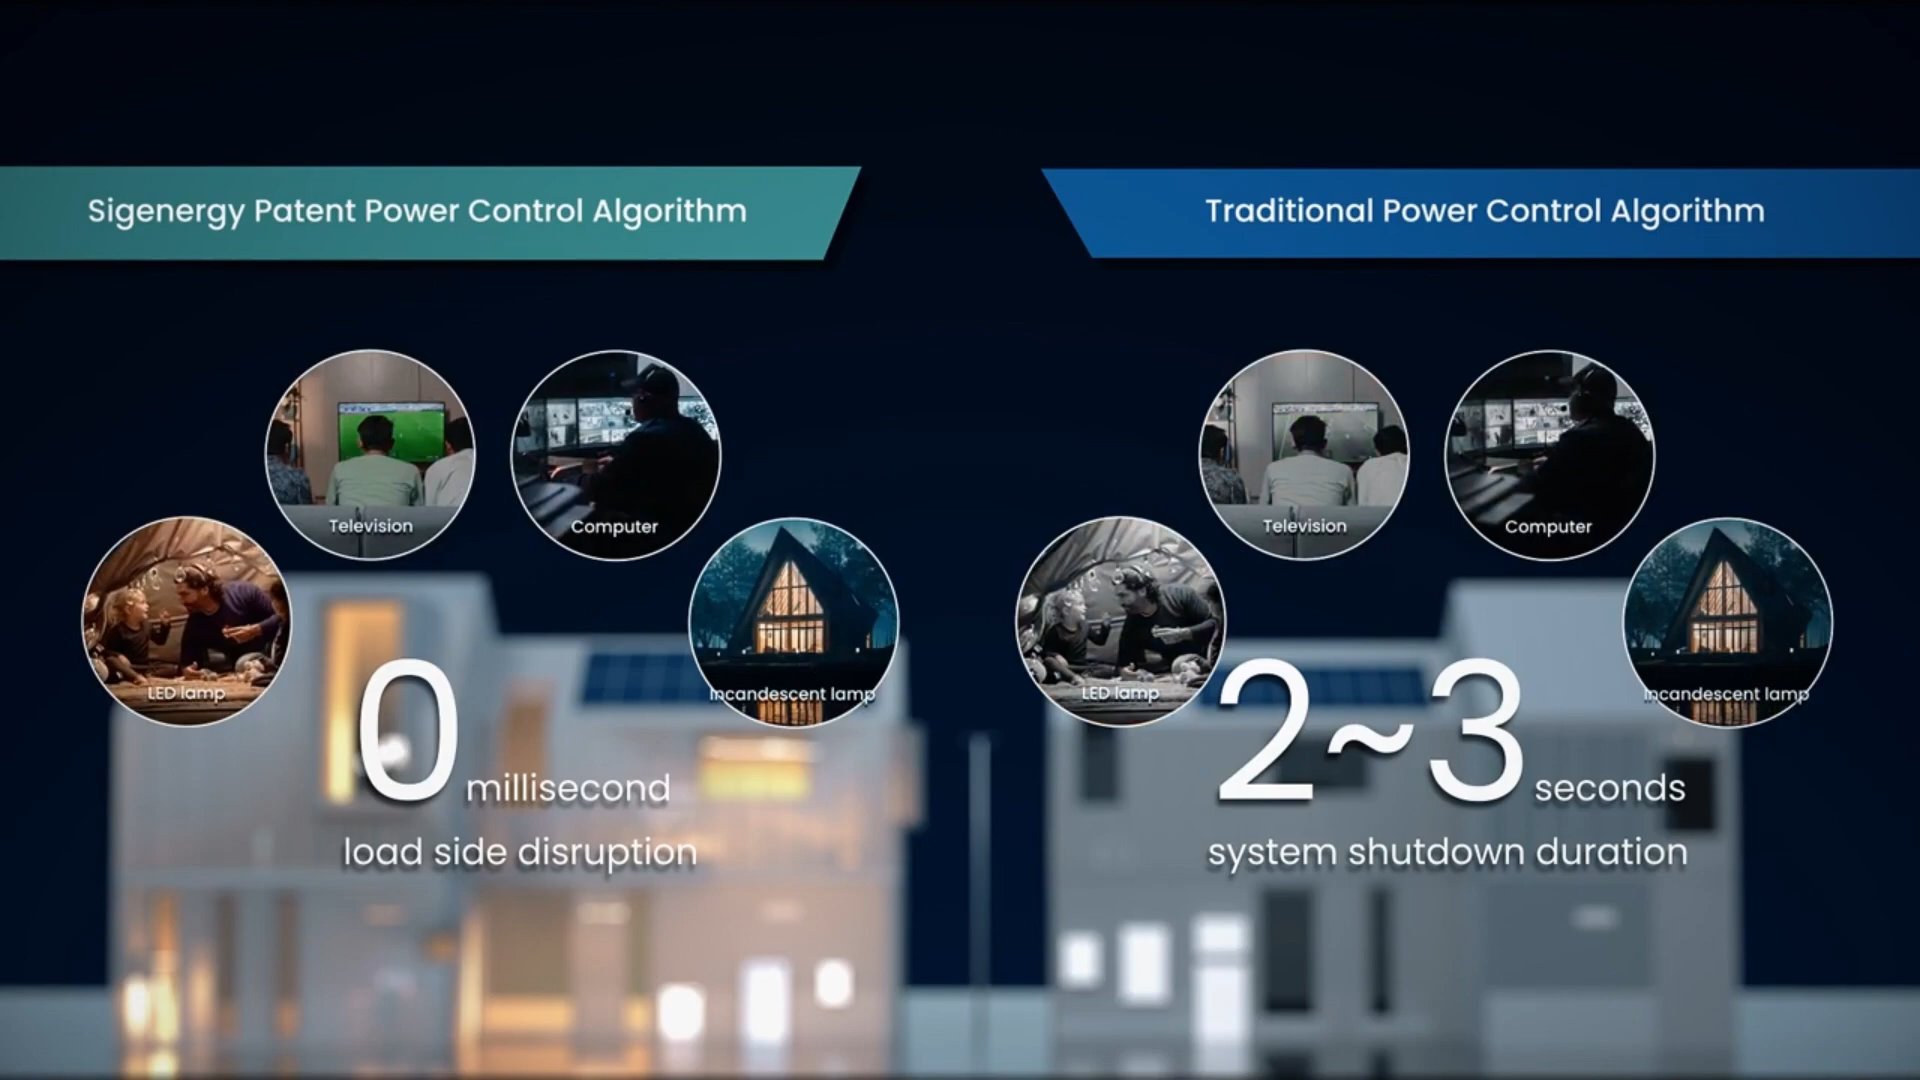 Sigenergy Patent Power Control Algorithm
Television
Computer
LED lamp
Incandescent lamp
0 millisecond
load side disruption
Traditional Power Control Algorithm
Television
Computer
LED lamp
Incandescent lamp
2~3 seconds
system shutdown duration